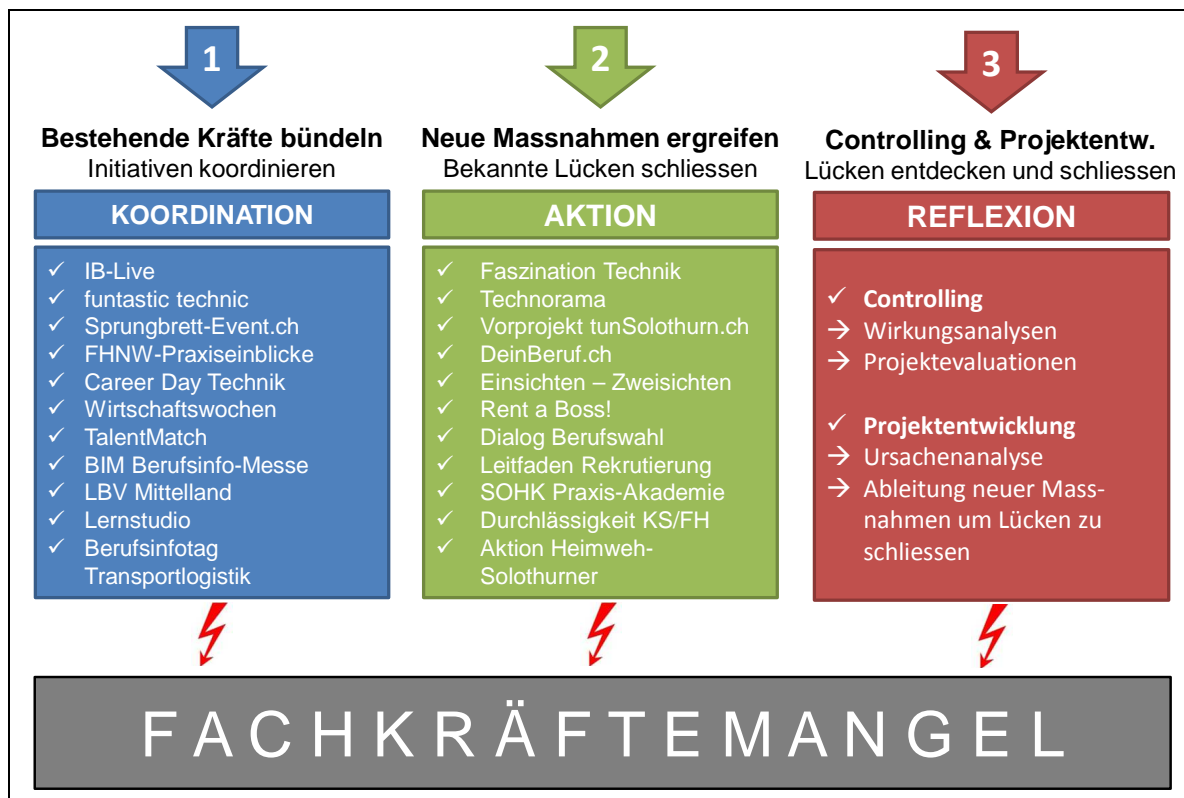 1
Bestehende Kräfte bündeln
Initiativen koordinieren
KOORDINATION
✓ IB-Live
✓ funtastic technic
✓ Sprungbrett-Event.ch
✓ FHNW-Praxiseinblicke
✓ Career Day Technik
✓ Wirtschaftswochen
✓ TalentMatch
✓ BIM Berufsinfo-Messe
✓ LBV Mittelland
✓ Lernstudio
✓ Berufsinfotag
Transportlogistik
2
Neue Massnahmen ergreifen
Bekannte Lücken schliessen
AKTION
✓ Faszination Technik
✓ Technorama
✓ Vorprojekt tunSolothurn.ch
✓ DeinBeruf.ch
✓ Einsichten – Zweisichten
✓ Rent a Boss!
✓ Dialog Berufswahl
✓ Leitfaden Rekrutierung
✓ SOHK Praxis-Akademie
✓ Durchlässigkeit KS/FH
✓ Aktion Heimweh-
Solothurner
3
Controlling & Projektentw.
Lücken entdecken und schliessen
REFLEXION
✓ Controlling
→ Wirkungsanalysen
→ Projektevaluationen
✓ Projektentwicklung
→ Ursachenanalyse
→ Ableitung neuer Mass-
nahmen um Lücken zu
schliessen
FACHKRÄFTEMANGEL